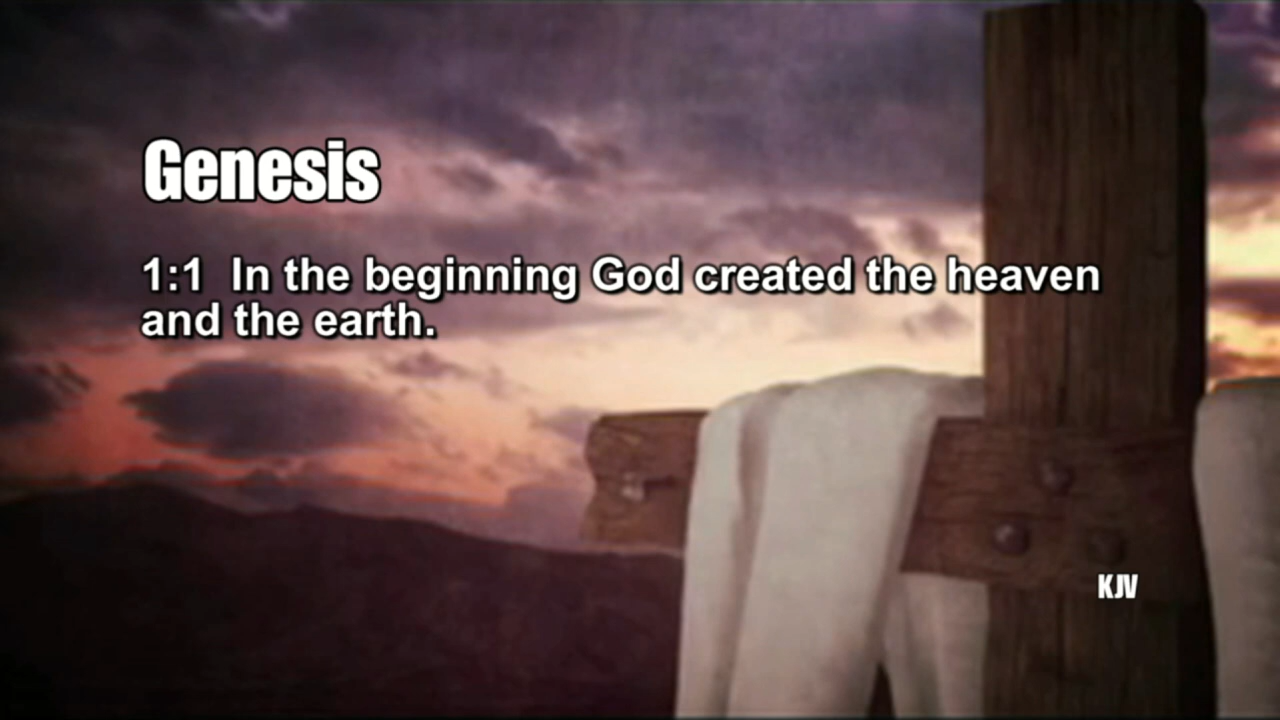 Genesis
1:1 In the beginning God created the heaven
and the earth.
KJV